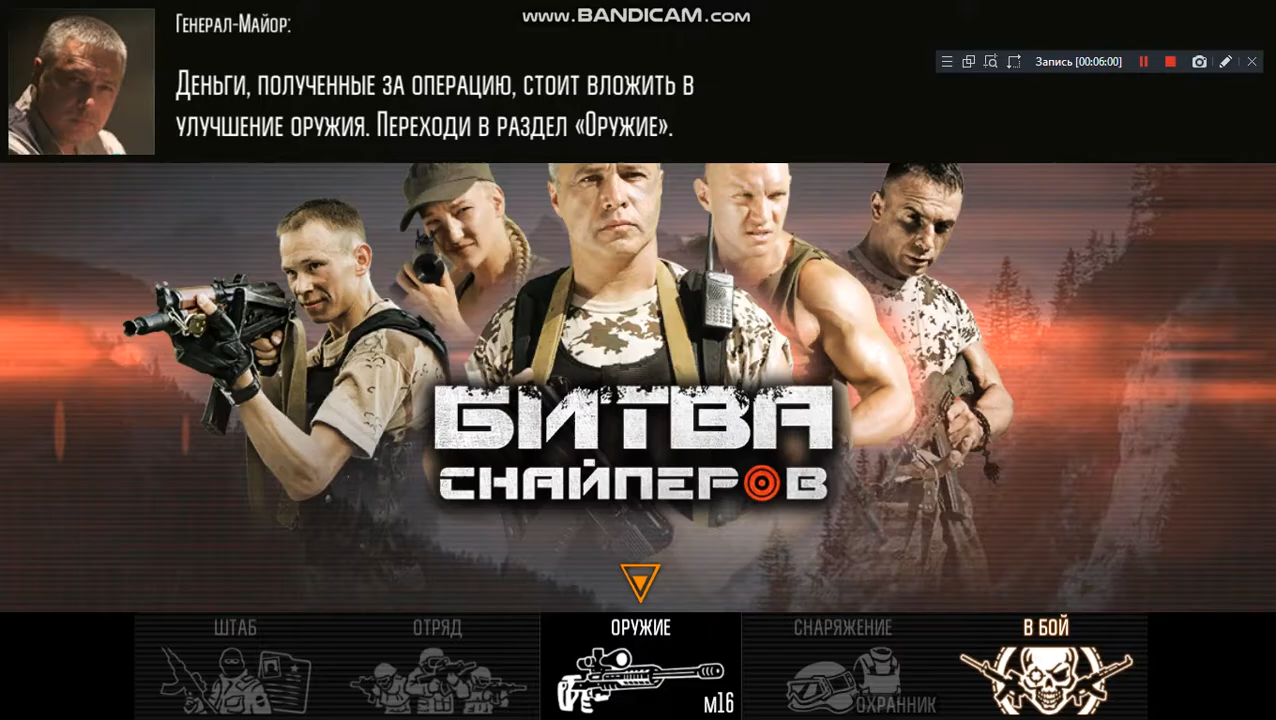 www.BANDICAM.com
Генерал-Майор:
Деньги, полученные за операцию, стоит вложить в
улучшение оружия. Переходи в раздел «Оружие».
Запись [00:06:00]
БИТВА
СНАЙПЕРОВ
ШТАБ
ОТРЯД
ОРУЖИЕ
М16
СНАРЯЖЕНИЕ
ОХРАННИК
В БОЙ